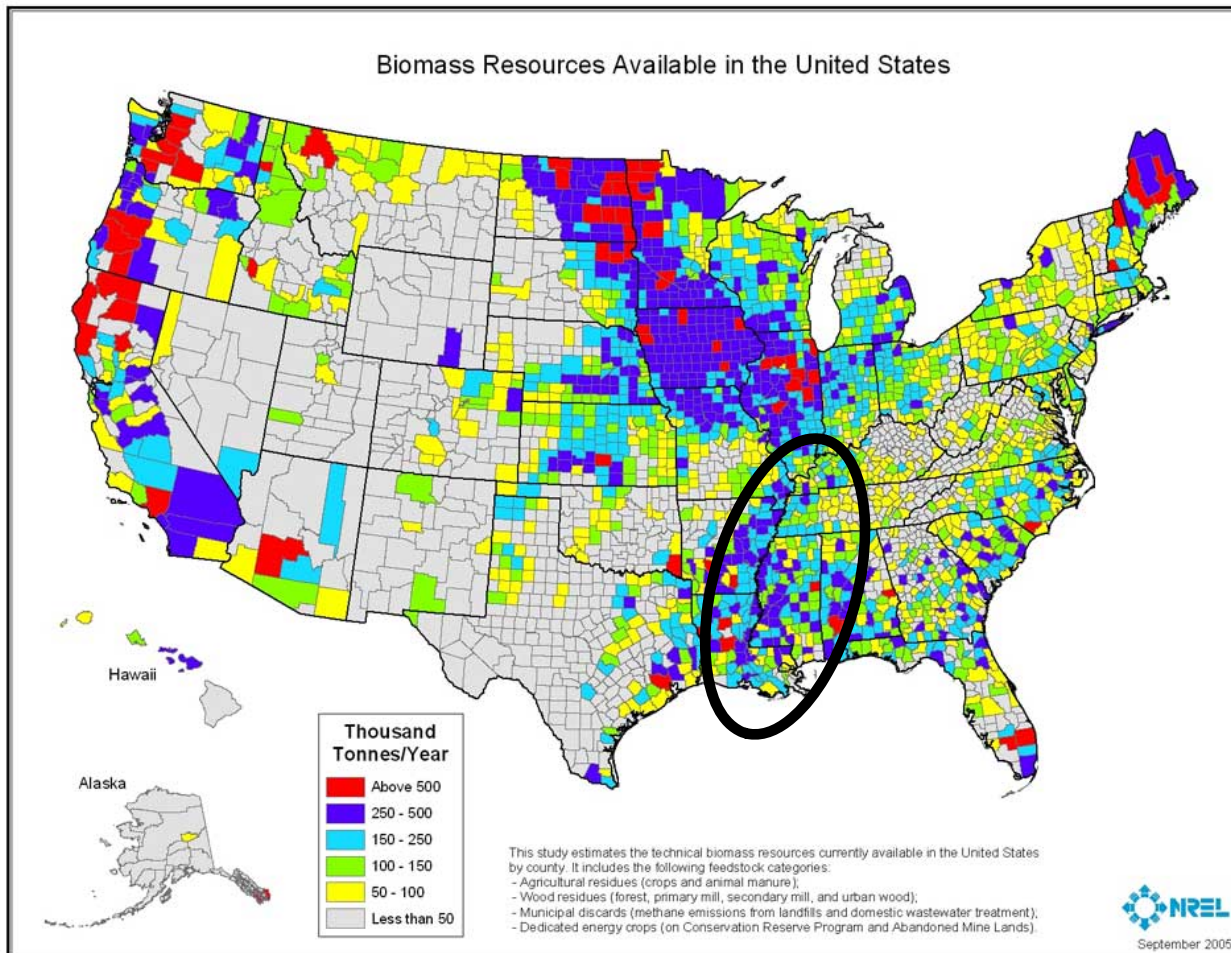 Biomass Resources Available in the United States
Hawaii
Alaska
Thousand
Tonnes/Year
Above 500
250 - 500
150 - 250
100 - 150
50 - 100
Less than 50
This study estimates the technical biomass resources currently available in the United States
by county. It includes the following feedstock categories:
- Agricultural residues (crops and animal manure);
- Wood residues (forest, primary mill, secondary mill, and urban wood);
- Municipal discards (methane emissions from landfills and domestic wastewater treatment);
- Dedicated energy crops (on Conservation Reserve Program and Abandoned Mine Lands).
NREL
September 2005